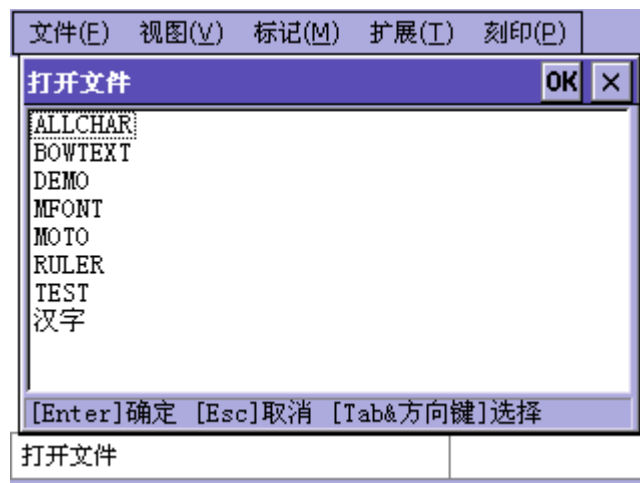 文件(F) 视图(V) 标记(M) 扩展(T) 刻印(P)
打开文件 OK ×
ALLCHAR
BOWTEXT
DEMO
MFONT
MOTO
RULER
TEST
汉字
[Enter]确定 [Esc]取消 [Tab&方向键]选择
打开文件